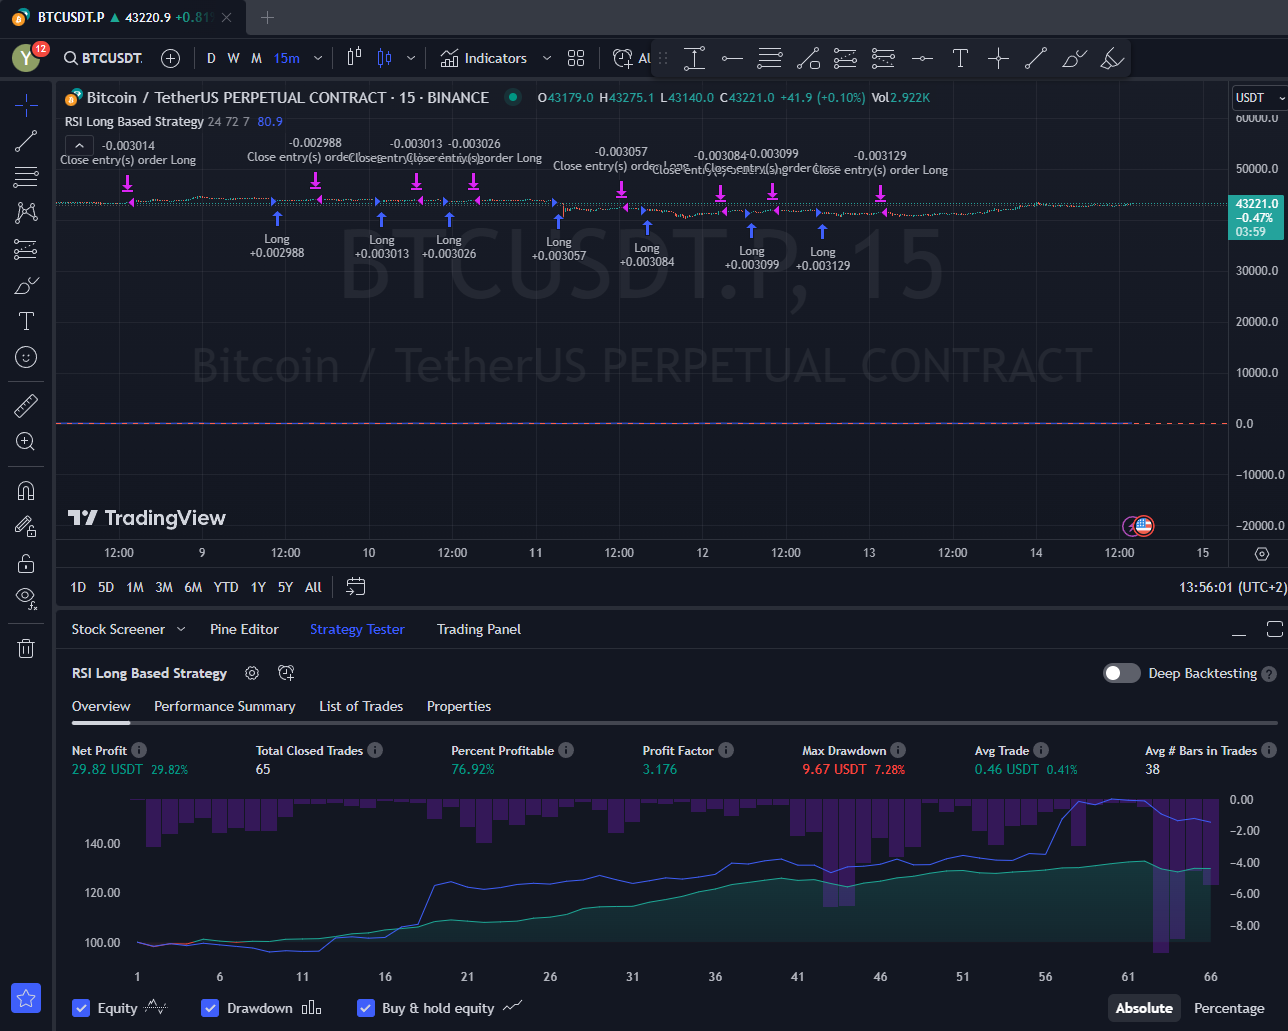 BTCUSDT.P ▲ 43220.9 +0.81
Y 12 BTCUSDT. D W M 15m Indicators
Bitcoin / TetherUS PERPETUAL CONTRACT · 15 · BINANCE O43179.0 H43275.1 L43140.0 C43221.0 +41.9 (+0.10%) Vol2.922K
USDT
RSI Long Based Strategy 24 72 7 80.9
-0.003014 -0.002988 -0.003013 -0.003026 -0.003057 -0.003084 -0.003099 -0.003129
Close entry(s) order Long
Close entry(s) order Long
Close entry(s) order Long
Long Long Long Long Long Long Long
+0.002988 +0.003013 +0.003026 +0.003057 +0.003084 +0.003099 +0.003129
BTCUSDT.P, 15
Bitcoin / TetherUS PERPETUAL CONTRACT
60000.0
50000.0
43221.0
−0.47%
03:59
30000.0
20000.0
10000.0
0.0
−10000.0
−20000.0
TradingView
12:00 9 12:00 10 12:00 11 12:00 12 12:00 13 12:00 14 12:00 15
1D 5D 1M 3M 6M YTD 1Y 5Y All 13:56:01 (UTC+2)
Stock Screener Pine Editor Strategy Tester Trading Panel
RSI Long Based Strategy Deep Backtesting
Overview Performance Summary List of Trades Properties
Net Profit Total Closed Trades Percent Profitable Profit Factor Max Drawdown Avg Trade Avg # Bars in Trades
29.82 USDT 29.82% 65 76.92% 3.176 9.67 USDT 7.28% 0.46 USDT 0.41% 38
140.00
120.00
100.00
0.00
−2.00
−4.00
−6.00
−8.00
1 6 11 16 21 26 31 36 41 46 51 56 61 66
Equity Drawdown Buy & hold equity Absolute Percentage